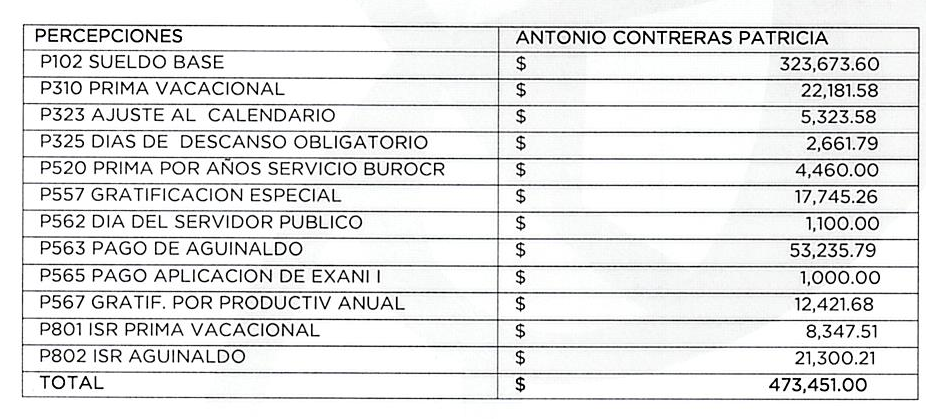 PERCEPCIONES ANTONIO CONTRERAS PATRICIA
P102 SUELDO BASE $ 323,673.60
P310 PRIMA VACACIONAL $ 22,181.58
P323 AJUSTE AL CALENDARIO $ 5,323.58
P325 DIAS DE DESCANSO OBLIGATORIO $ 2,661.79
P520 PRIMA POR AÑOS SERVICIO BUROCR $ 4,460.00
P557 GRATIFICACION ESPECIAL $ 17,745.26
P562 DIA DEL SERVIDOR PUBLICO $ 1,100.00
P563 PAGO DE AGUINALDO $ 53,235.79
P565 PAGO APLICACION DE EXANI I $ 1,000.00
P567 GRATIF. POR PRODUCTIV ANUAL $ 12,421.68
P801 ISR PRIMA VACACIONAL $ 8,347.51
P802 ISR AGUINALDO $ 21,300.21
TOTAL $ 473,451.00